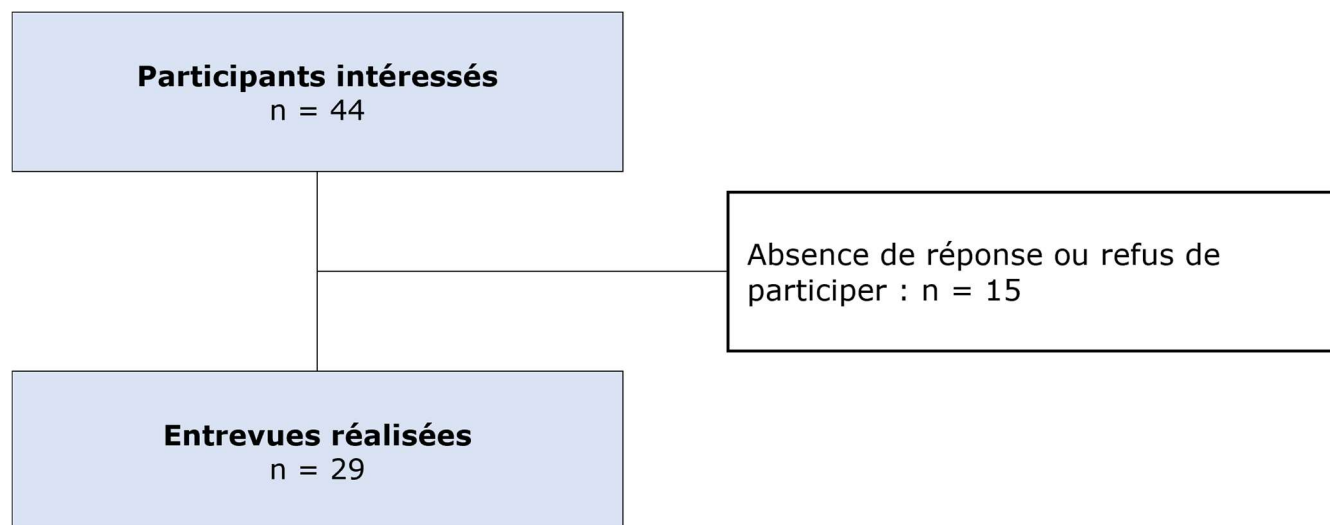 Participants intéressés
n = 44
Absence de réponse ou refus de
participer : n = 15
Entrevues réalisées
n = 29